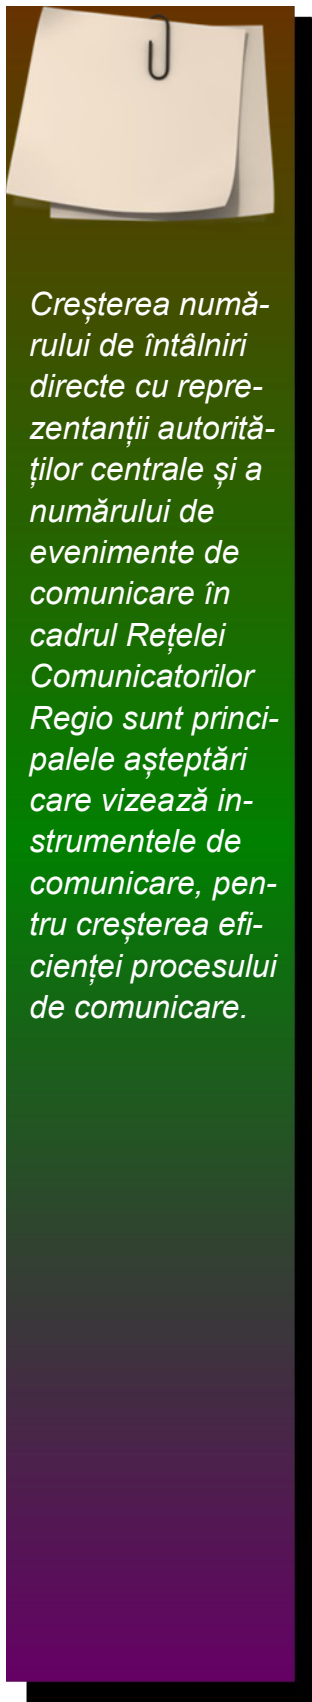 Creșterea numă-
rului de întâlniri
directe cu repre-
zentanții autorită-
ților centrale și a
numărului de
evenimente de
comunicare în
cadrul Rețelei
Comunicatorilor
Regio sunt princi-
palele așteptări
care vizează in-
strumentele de
comunicare, pen-
tru creșterea efi-
cienței procesului
de comunicare.